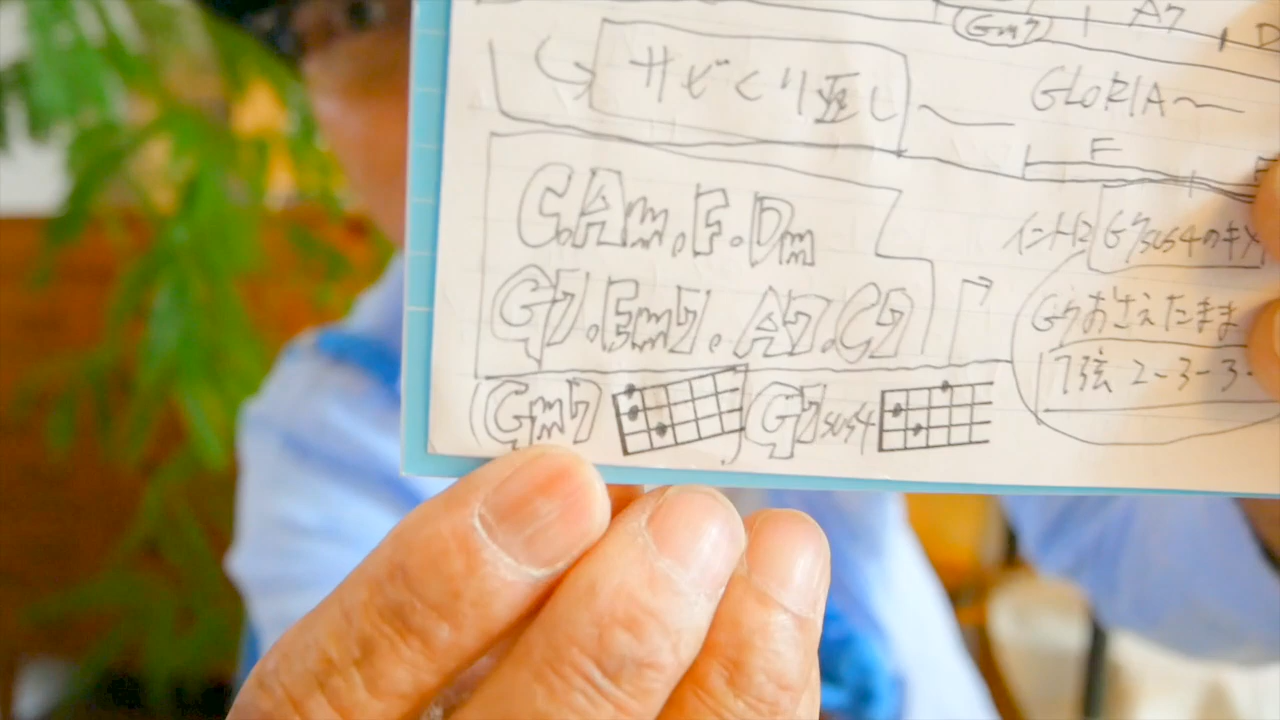 Gm7 A7 D
サビくり返し GLORIA〜
F
C.Am.F.Dm
イントロ G7sus4のキメ
G7.Em7.A7.C7
G7おさえたまま
1弦 2-3-3-
Gm7 G7sus4